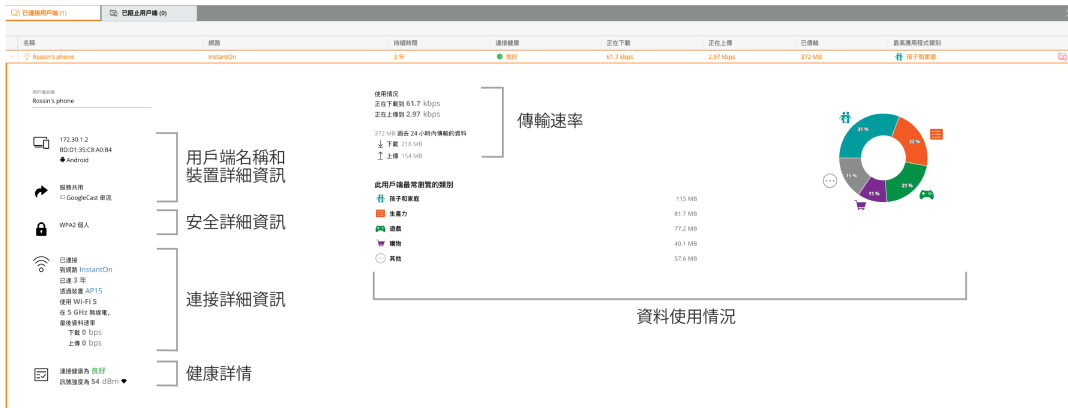 已連接用戶端 (1)
已阻止用戶端 (0)
名稱 網路 持續時間 連接健康 正在下載 正在上傳 已傳輸 最高應用程式類別
Rossin's phone InstantOn 3 年 良好 61.7 kbps 2.97 kbps 372 MB 孩子和家庭
用戶端名稱
Rossin's phone
172.30.1.2
BD:D1:35:C8:A0:B4
Android
服務共用
GoogleCast 串流
用戶端名稱和
裝置詳細資訊
WPA2 個人
安全詳細資訊
已連接
到網路 InstantOn
已達 3 年
透過裝置 AP15
使用 Wi-Fi 5
在 5 GHz 無線電。
最後資料速率
下載 0 bps
上傳 0 bps
連接詳細資訊
連接健康為 良好
訊號強度為 54 dBm
健康詳情
使用情況
正在下載到 61.7 kbps
正在上傳到 2.97 kbps
372 MB 過去 24 小時內傳輸的資料
下載 218 MB
上傳 154 MB
傳輸速率
此用戶端最常瀏覽的類別
孩子和家庭 115 MB
生產力 81.7 MB
遊戲 77.2 MB
購物 40.1 MB
其他 57.6 MB
31 %
22 %
21 %
11 %
11 %
資料使用情況